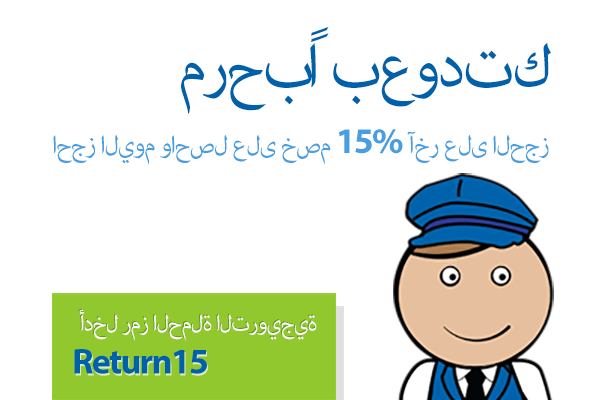 مرحباً بعودتك
احجز اليوم واحصل على خصم 15% آخر على الحجز
أدخل رمز الحملة الترويجية
Return15